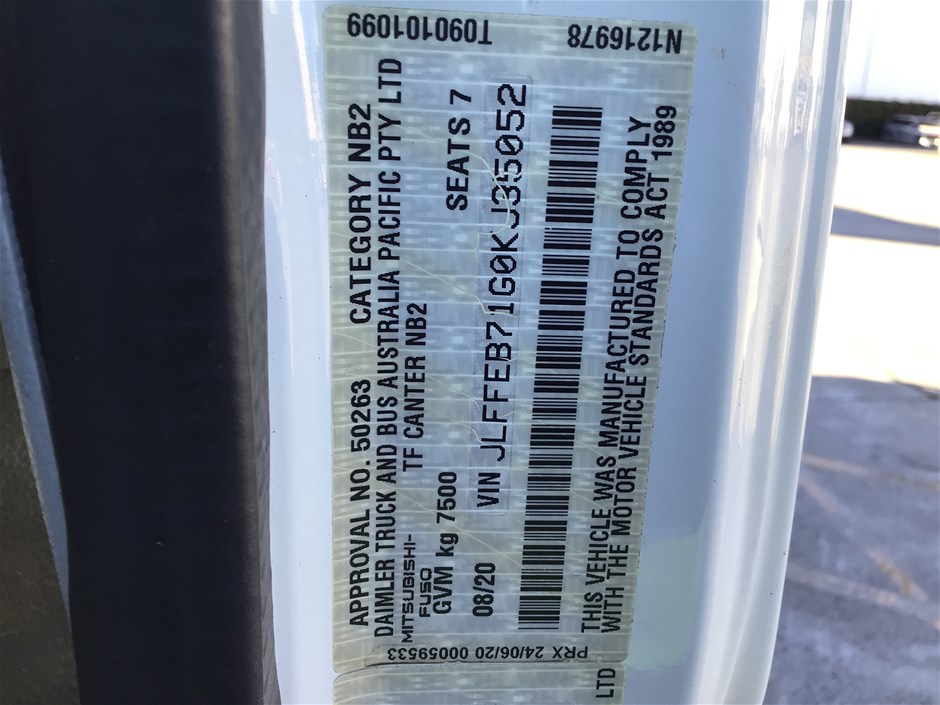 APPROVAL NO. 50263 CATEGORY NB2
DAIMLER TRUCK AND BUS AUSTRALIA PACIFIC PTY LTD
MITSUBISHI-
FUSO
TF CANTER NB2
GVM kg 7500 SEATS 7
08/20 VIN JLFFEB71G0KJ35052
THIS VEHICLE WAS MANUFACTURED TO COMPLY
WITH THE MOTOR VEHICLE STANDARDS ACT 1989
T090101099
N1216978
PRX 24/06/20 000059533
LTD